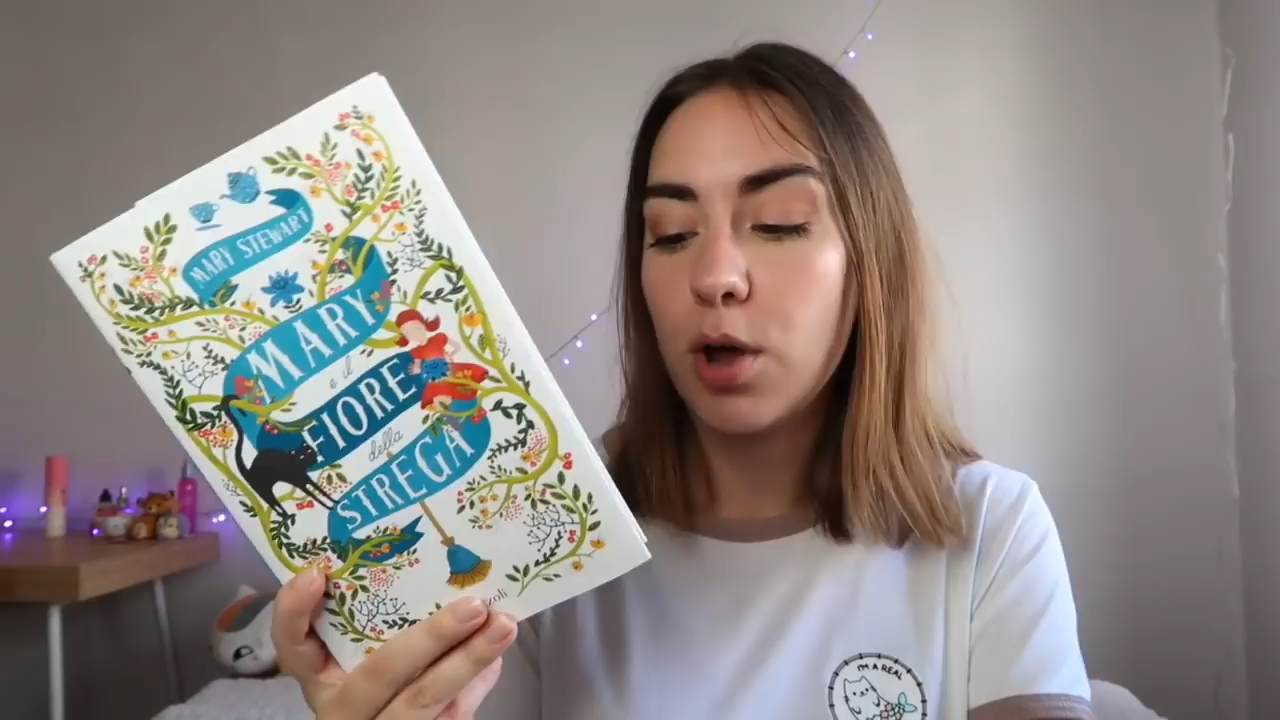 MARY STEWART
MARY
e il
FIORE
della
STREGA
I'M A REAL